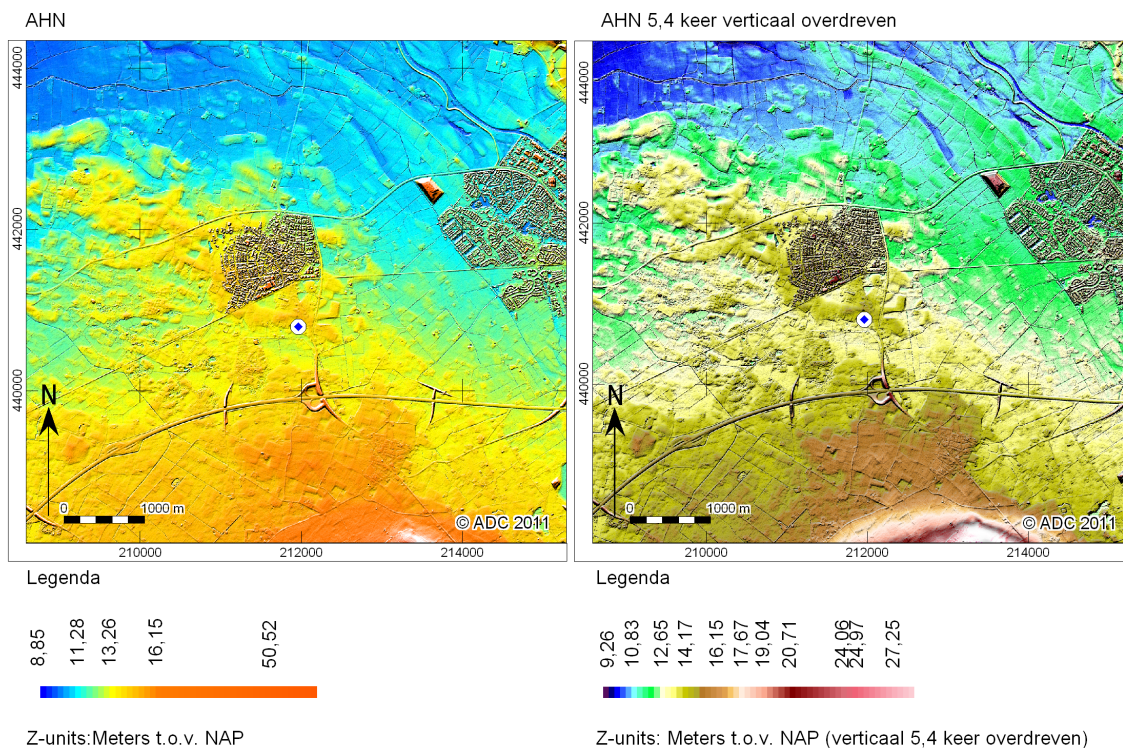 AHN
AHN 5,4 keer verticaal overdreven
444000
442000
440000
N
0 1000 m
© ADC 2011
210000 212000 214000
444000
442000
440000
N
0 1000 m
© ADC 2011
210000 212000 214000
Legenda
8,85 11,28 13,26 16,15 50,52
Z-units:Meters t.o.v. NAP
Legenda
9,26 10,83 12,65 14,17 16,15 17,67 19,04 20,71 24,06 24,97 27,25
Z-units: Meters t.o.v. NAP (verticaal 5,4 keer overdreven)